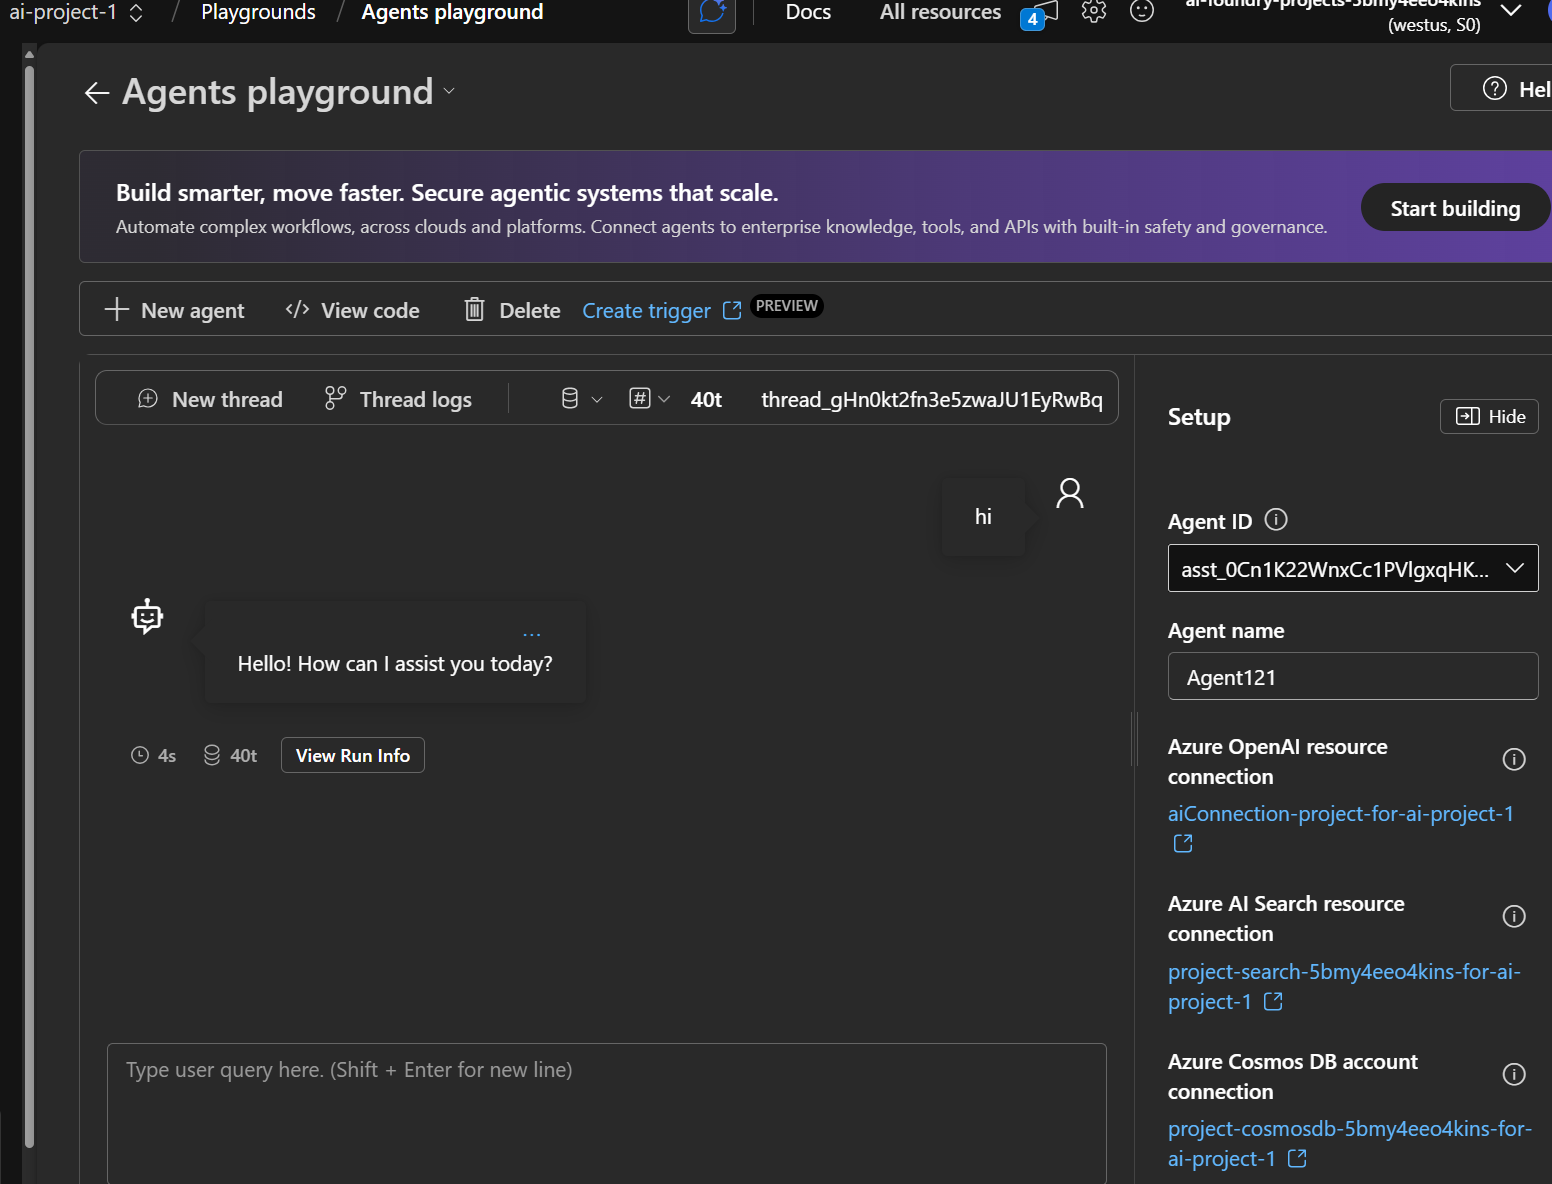 ai-project-1 / Playgrounds / Agents playground
Docs
All resources
4
ai-foundry-projects-5bmy4eeo4kins
(westus, S0)
Agents playground
Hel
Build smarter, move faster. Secure agentic systems that scale.
Automate complex workflows, across clouds and platforms. Connect agents to enterprise knowledge, tools, and APIs with built-in safety and governance.
Start building
New agent
View code
Delete
Create trigger
PREVIEW
New thread
Thread logs
40t
thread_gHn0kt2fn3e5zwaJU1EyRwBq
hi
...
Hello! How can I assist you today?
4s
40t
View Run Info
Type user query here. (Shift + Enter for new line)
Setup
Hide
Agent ID
asst_0Cn1K22WnxCc1PVlgxqHK...
Agent name
Agent121
Azure OpenAI resource
connection
aiConnection-project-for-ai-project-1
Azure AI Search resource
connection
project-search-5bmy4eeo4kins-for-ai-
project-1
Azure Cosmos DB account
connection
project-cosmosdb-5bmy4eeo4kins-for-
ai-project-1